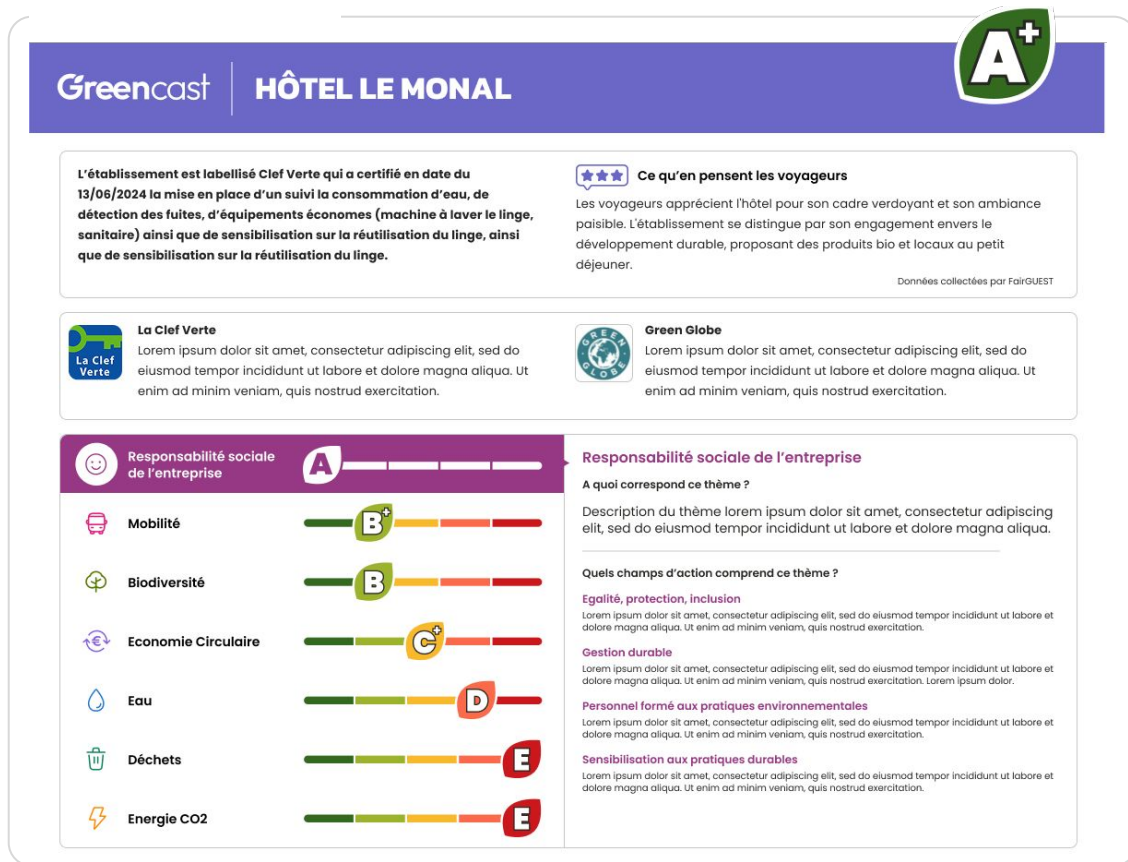 Greencast
HÔTEL LE MONAL
A+
L'établissement est labellisé Clef Verte qui a certifié en date du
13/06/2024 la mise en place d'un suivi la consommation d'eau, de
détection des fuites, d'équipements économes (machine à laver le linge,
sanitaire) ainsi que de sensibilisation sur la réutilisation du linge, ainsi
que de sensibilisation sur la réutilisation du linge.
Ce qu'en pensent les voyageurs
Les voyageurs apprécient l'hôtel pour son cadre verdoyant et son ambiance
paisible. L'établissement se distingue par son engagement envers le
développement durable, proposant des produits bio et locaux au petit
déjeuner.
Données collectées par FairGUEST
La Clef
Verte
La Clef Verte
Lorem ipsum dolor sit amet, consectetur adipiscing elit, sed do
eiusmod tempor incididunt ut labore et dolore magna aliqua. Ut
enim ad minim veniam, quis nostrud exercitation.
GREEN
GLOBE
Green Globe
Lorem ipsum dolor sit amet, consectetur adipiscing elit, sed do
eiusmod tempor incididunt ut labore et dolore magna aliqua. Ut
enim ad minim veniam, quis nostrud exercitation.
Responsabilité sociale
de l'entreprise
A
Mobilité
B+
Biodiversité
B
Economie Circulaire
C+
Eau
D
Déchets
E
Energie CO2
E
Responsabilité sociale de l'entreprise
A quoi correspond ce thème ?
Description du thème lorem ipsum dolor sit amet, consectetur adipiscing
elit, sed do eiusmod tempor incididunt ut labore et dolore magna aliqua.
Quels champs d'action comprend ce thème ?
Egalité, protection, inclusion
Lorem ipsum dolor sit amet, consectetur adipiscing elit, sed do eiusmod tempor incididunt ut labore et
dolore magna aliqua. Ut enim ad minim veniam, quis nostrud exercitation.
Gestion durable
Lorem ipsum dolor sit amet, consectetur adipiscing elit, sed do eiusmod tempor incididunt ut labore et
dolore magna aliqua. Ut enim ad minim veniam, quis nostrud exercitation. Lorem ipsum dolor.
Personnel formé aux pratiques environnementales
Lorem ipsum dolor sit amet, consectetur adipiscing elit, sed do eiusmod tempor incididunt ut labore et
dolore magna aliqua. Ut enim ad minim veniam, quis nostrud exercitation.
Sensibilisation aux pratiques durables
Lorem ipsum dolor sit amet, consectetur adipiscing elit, sed do eiusmod tempor incididunt ut labore et
dolore magna aliqua. Ut enim ad minim veniam, quis nostrud exercitation.